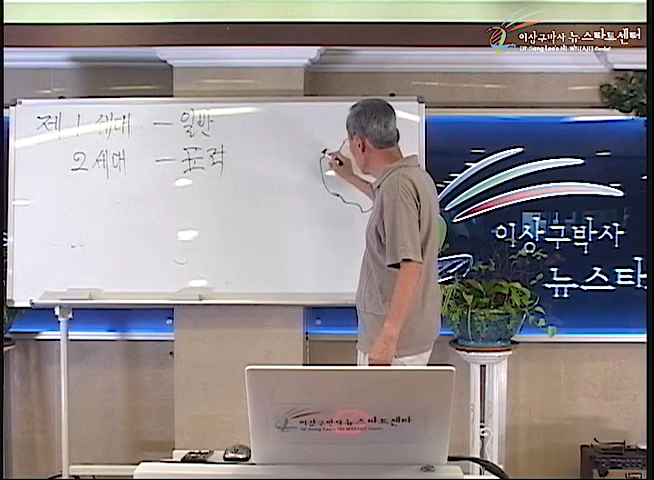 이상구박사 뉴스타트센터
제 1 세대 — 일반
2 세대 — 표적
이상구박사
뉴스타
이상구박사 뉴스타트센터